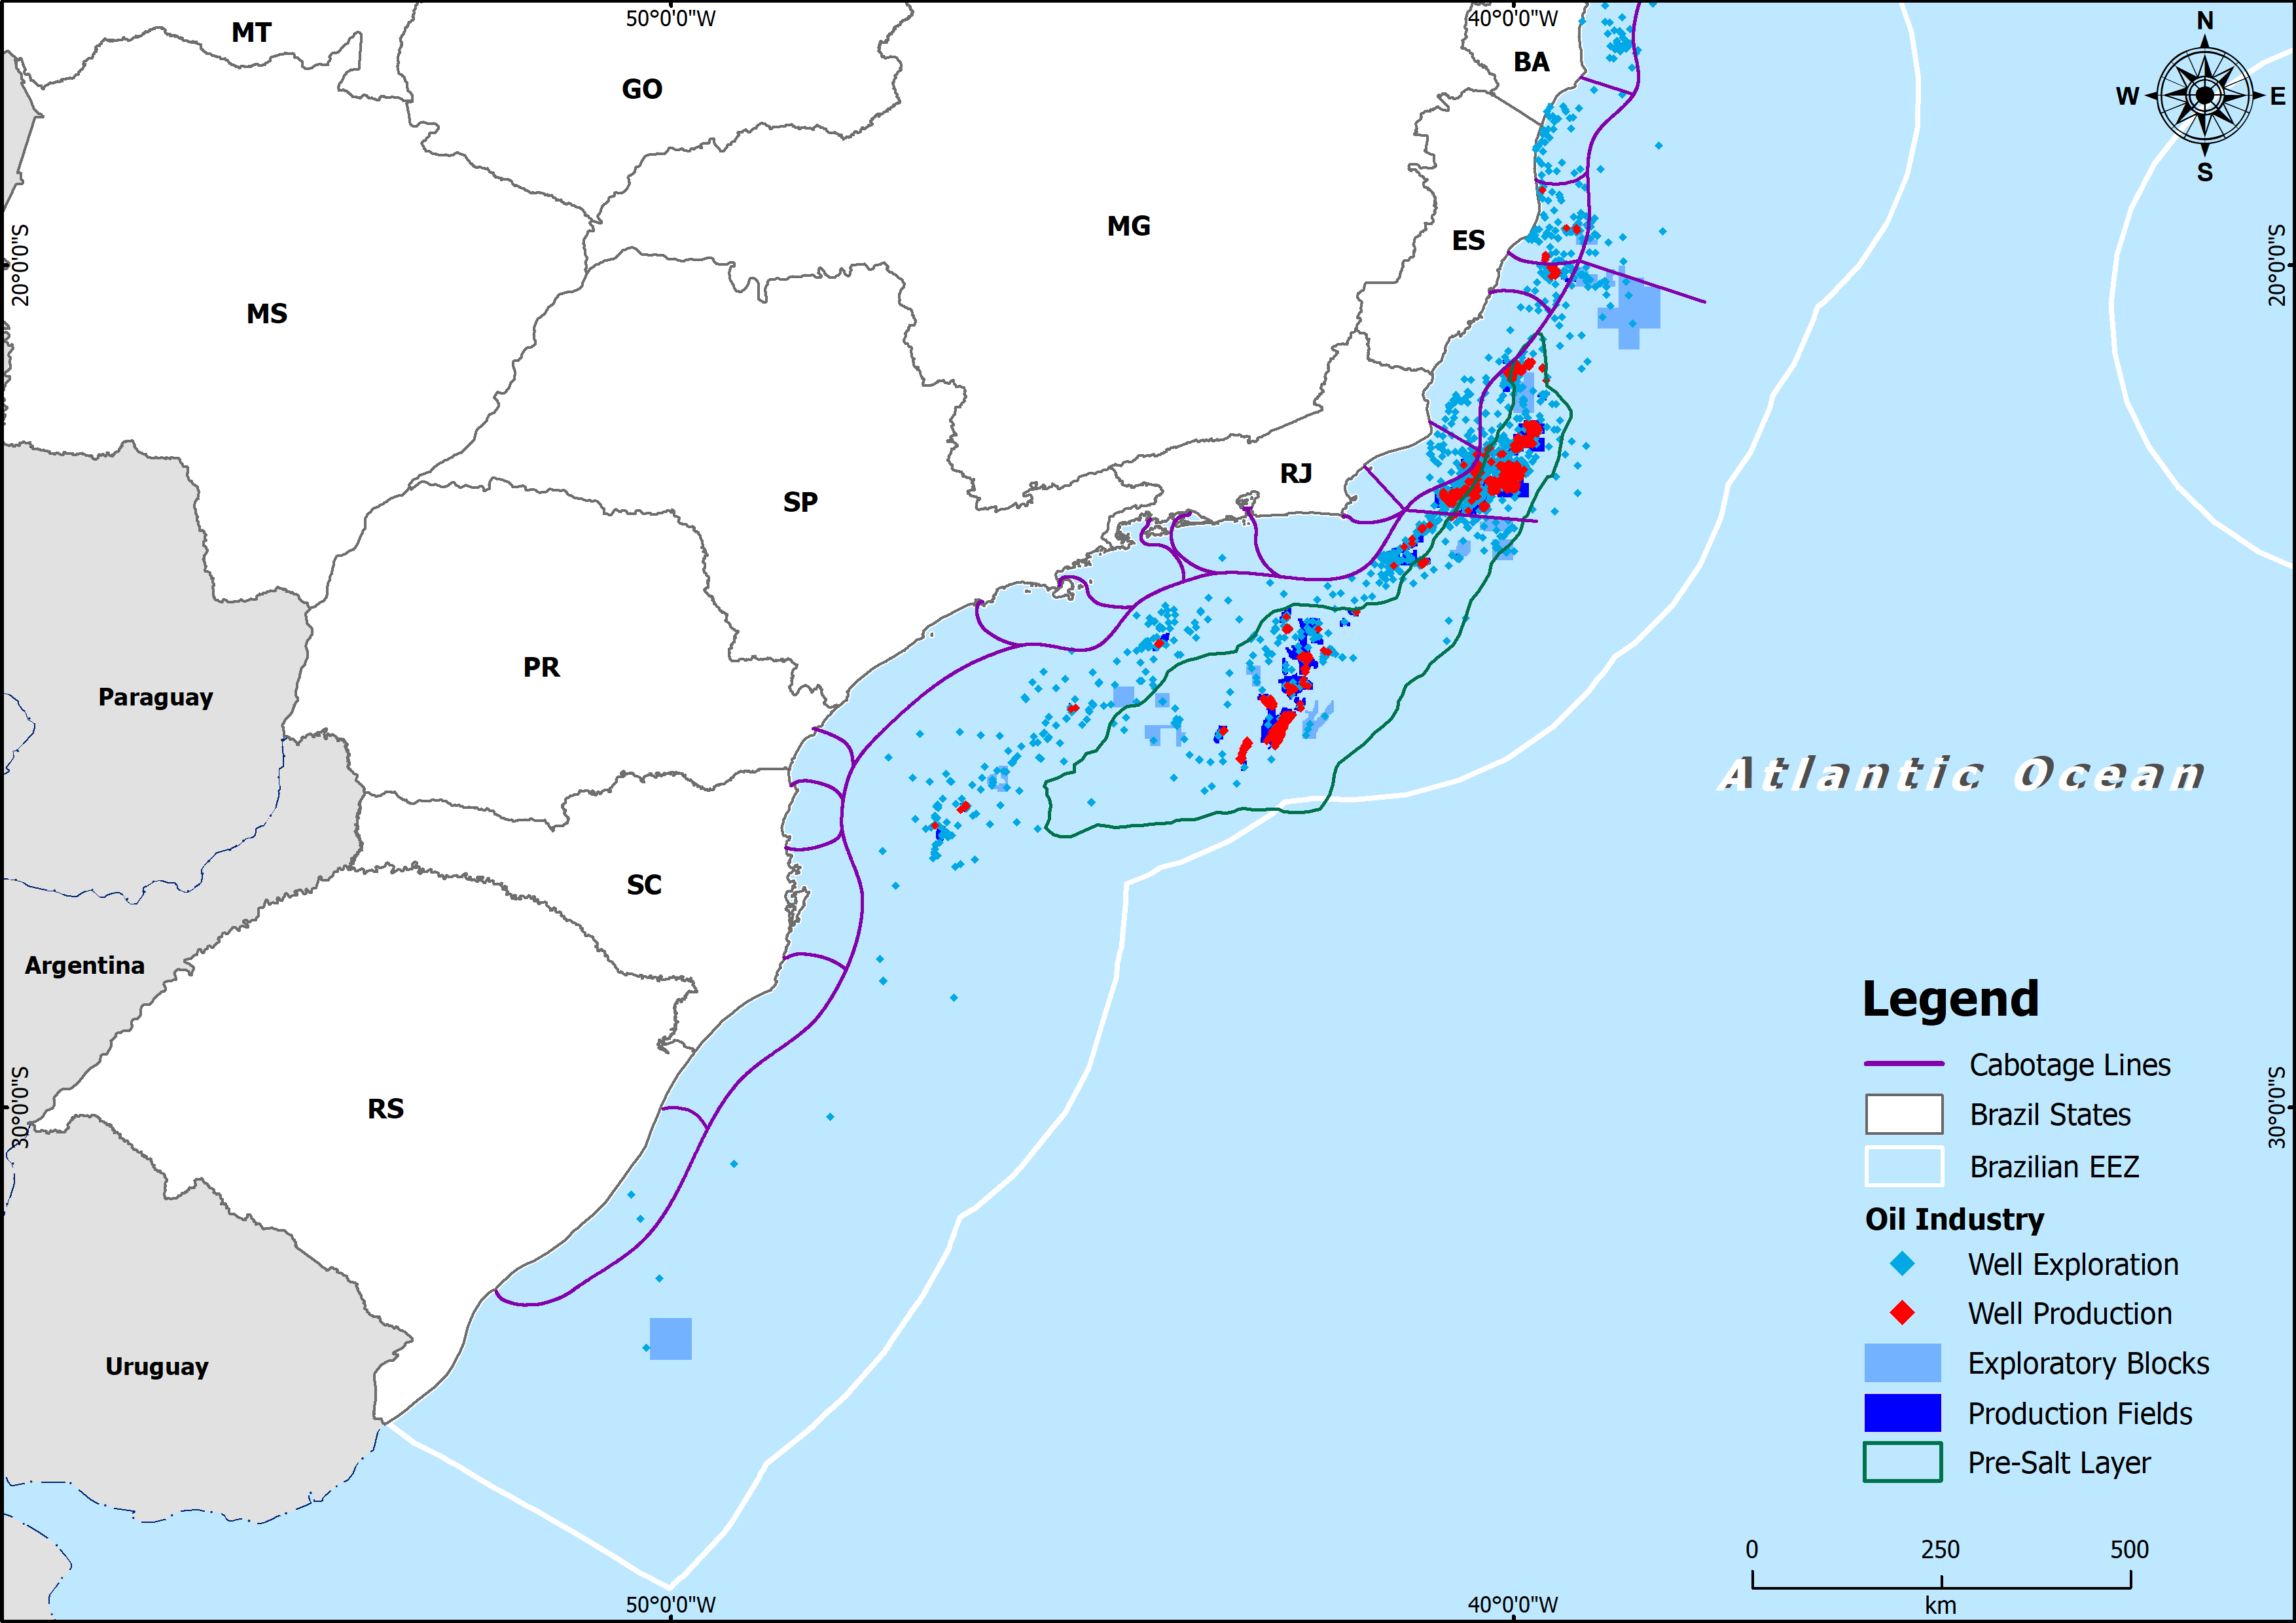 50°0'0"W
40°0'0"W
N
W
E
S
MT
GO
BA
20°0'0"S
MG
ES
20°0'0"S
MS
RJ
SP
PR
Paraguay
Atlantic Ocean
SC
Argentina
RS
30°0'0"S
30°0'0"S
Uruguay
Legend
Cabotage Lines
Brazil States
Brazilian EEZ
Oil Industry
Well Exploration
Well Production
Exploratory Blocks
Production Fields
Pre-Salt Layer
0 250 500
km
50°0'0"W
40°0'0"W